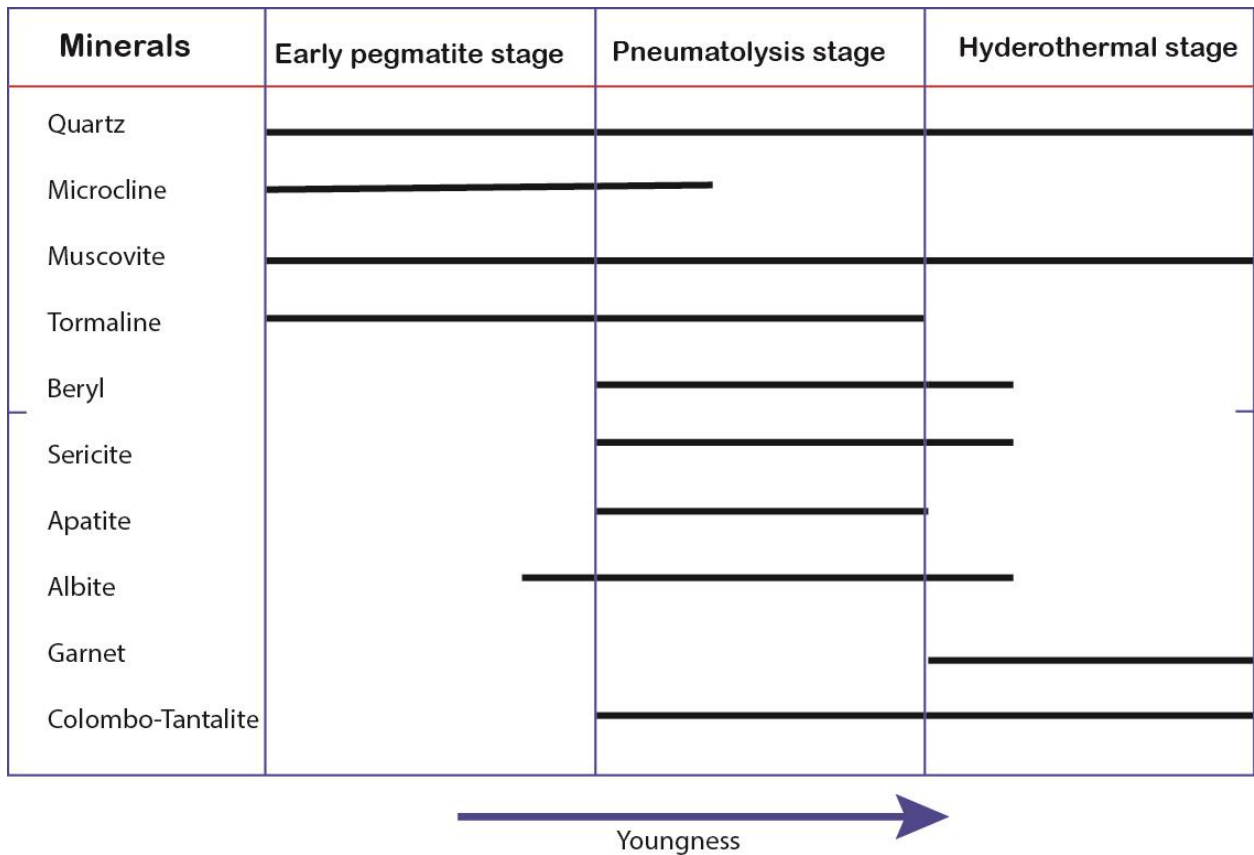 Minerals
Early pegmatite stage
Pneumatolysis stage
Hyderothermal stage
Quartz
Microcline
Muscovite
Tormaline
Beryl
Sericite
Apatite
Albite
Garnet
Colombo-Tantalite
Youngness